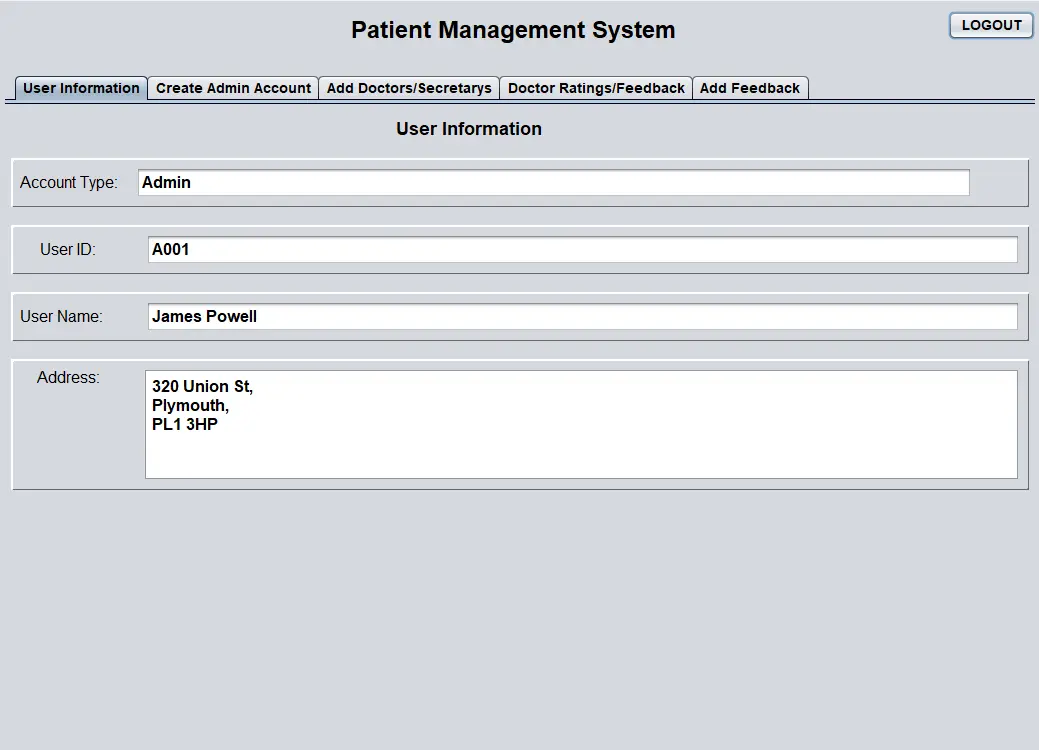 Patient Management System
LOGOUT
User Information
Create Admin Account
Add Doctors/Secretarys
Doctor Ratings/Feedback
Add Feedback
User Information
Account Type: Admin
User ID: A001
User Name: James Powell
Address: 320 Union St,
Plymouth,
PL1 3HP